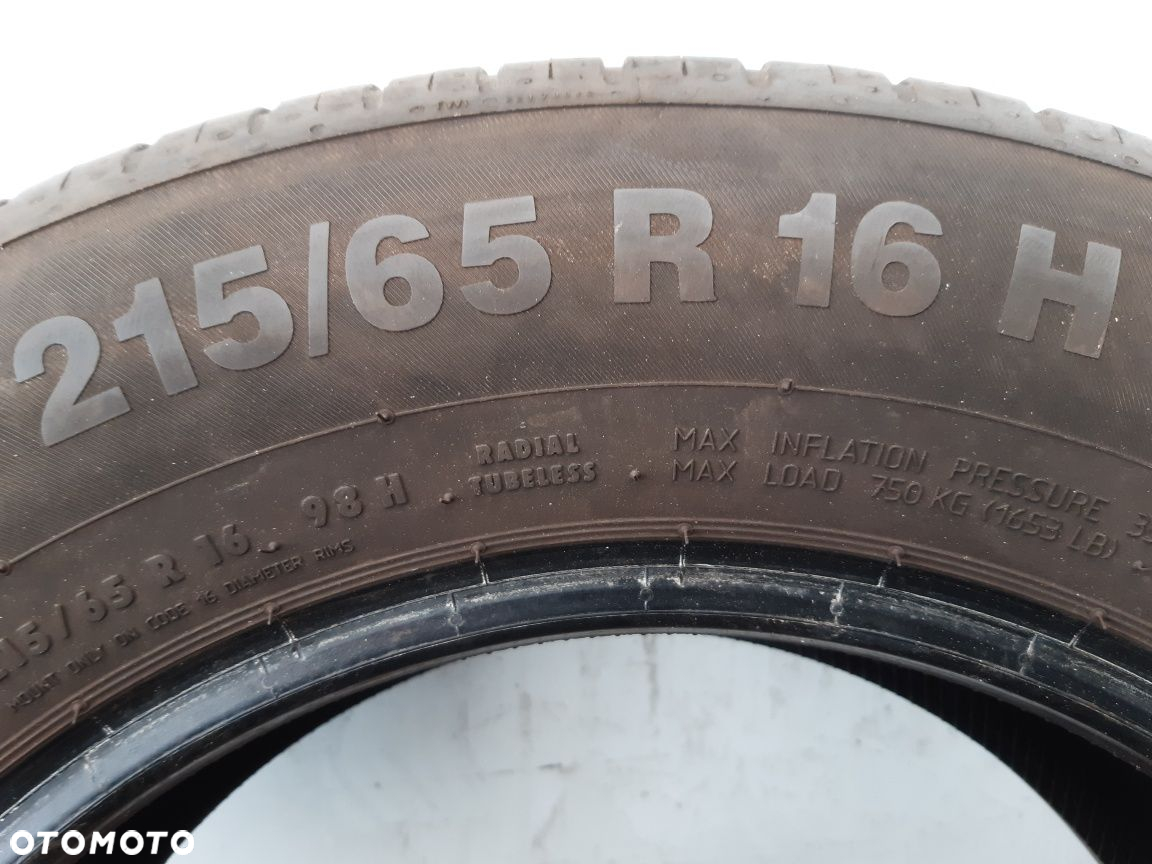 215/65 R 16 H
RADIAL
TUBELESS
MAX INFLATION PRESSURE
MAX LOAD 750 KG (1653 LB)
215/65 R 16 98 H
MOUNT ONLY ON CODE 16 DIAMETER RIMS
OTOMOTO